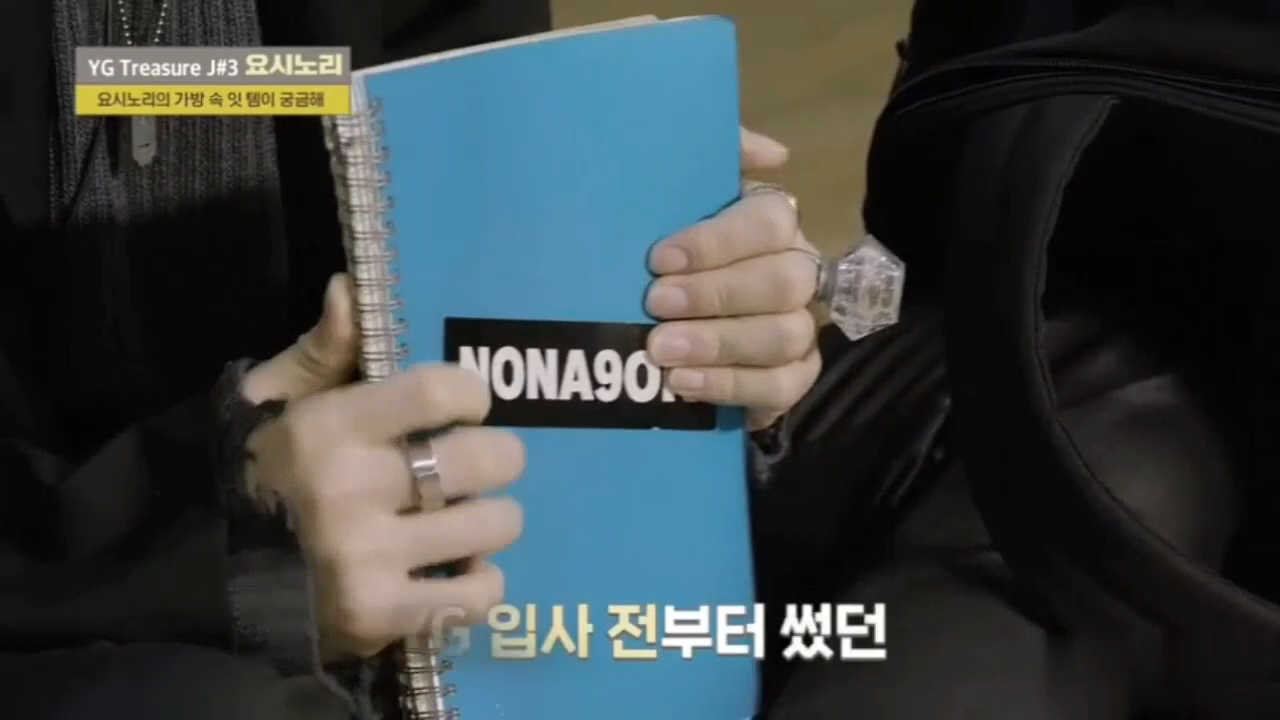 YG Treasure J#3 요시노리
요시노리의 가방 속 잇 템이 궁금해
NONA9O
G 입사 전부터 썼던